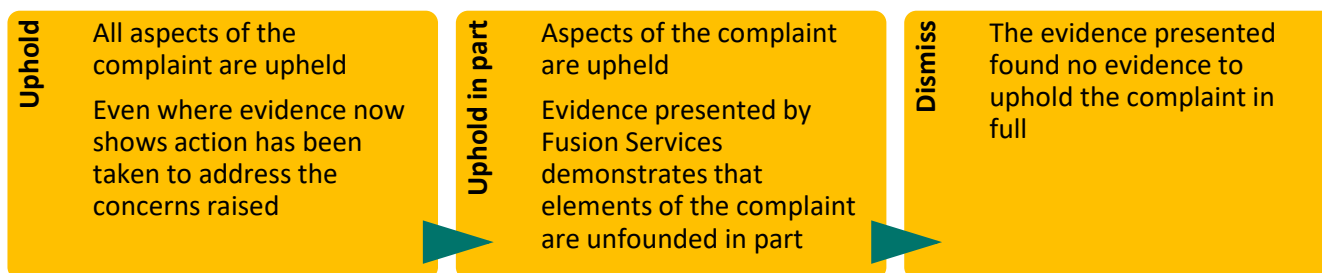 Uphold
All aspects of the
complaint are upheld
Even where evidence now
shows action has been
taken to address the
concerns raised
Uphold in part
Aspects of the complaint
are upheld
Evidence presented by
Fusion Services
demonstrates that
elements of the complaint
are unfounded in part
Dismiss
The evidence presented
found no evidence to
uphold the complaint in
full